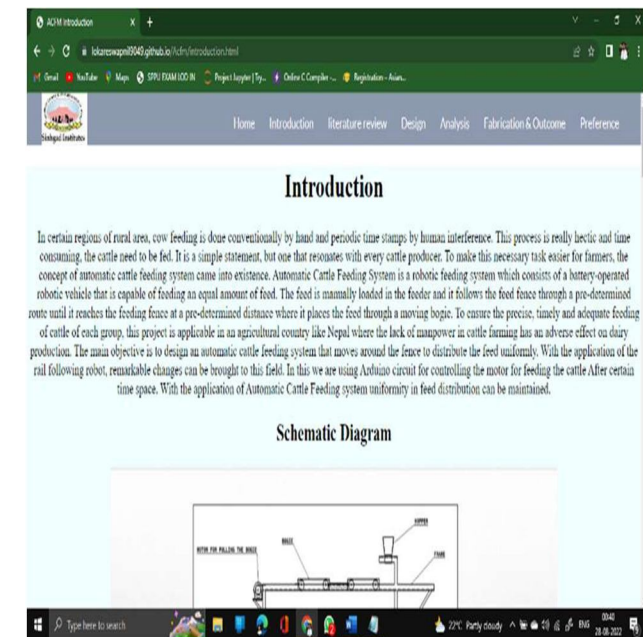 ACFM Introduction
lokareswapnil9049.github.io/Acfm/introduction.html
Gmail YouTube Maps SPPU EXAM LOG IN Project Jupyter | Try... Online C Compiler -... Registration - Asian...
Sinhgad Institutes
Home Introduction literature review Design Analysis Fabrication & Outcome Preference
Introduction
In certain regions of rural area, cow feeding is done conventionally by hand and periodic time stamps by human interference. This process is really hectic and time
consuming, the cattle need to be fed. It is a simple statement, but one that resonates with every cattle producer. To make this necessary task easier for farmers, the
concept of automatic cattle feeding system came into existence. Automatic Cattle Feeding System is a robotic feeding system which consists of a battery-operated
robotic vehicle that is capable of feeding an equal amount of feed. The feed is manually loaded in the feeder and it follows the feed fence through a pre-determined
route until it reaches the feeding fence at a pre-determined distance where it places the feed through a moving bogie. To ensure the precise, timely and adequate feeding
of cattle of each group, this project is applicable in an agricultural country like Nepal where the lack of manpower in cattle farming has an adverse effect on dairy
production. The main objective is to design an automatic cattle feeding system that moves around the fence to distribute the feed uniformly. With the application of the
rail following robot, remarkable changes can be brought to this field. In this we are using Arduino circuit for controlling the motor for feeding the cattle After certain
time space. With the application of Automatic Cattle Feeding system uniformity in feed distribution can be maintained.
Schematic Diagram
HOPPER
BOGIE
MOTOR FOR PULLING THE BOGIE
FRAME
Type here to search
22°C Partly cloudy
ENG
00:40
28-08-2022